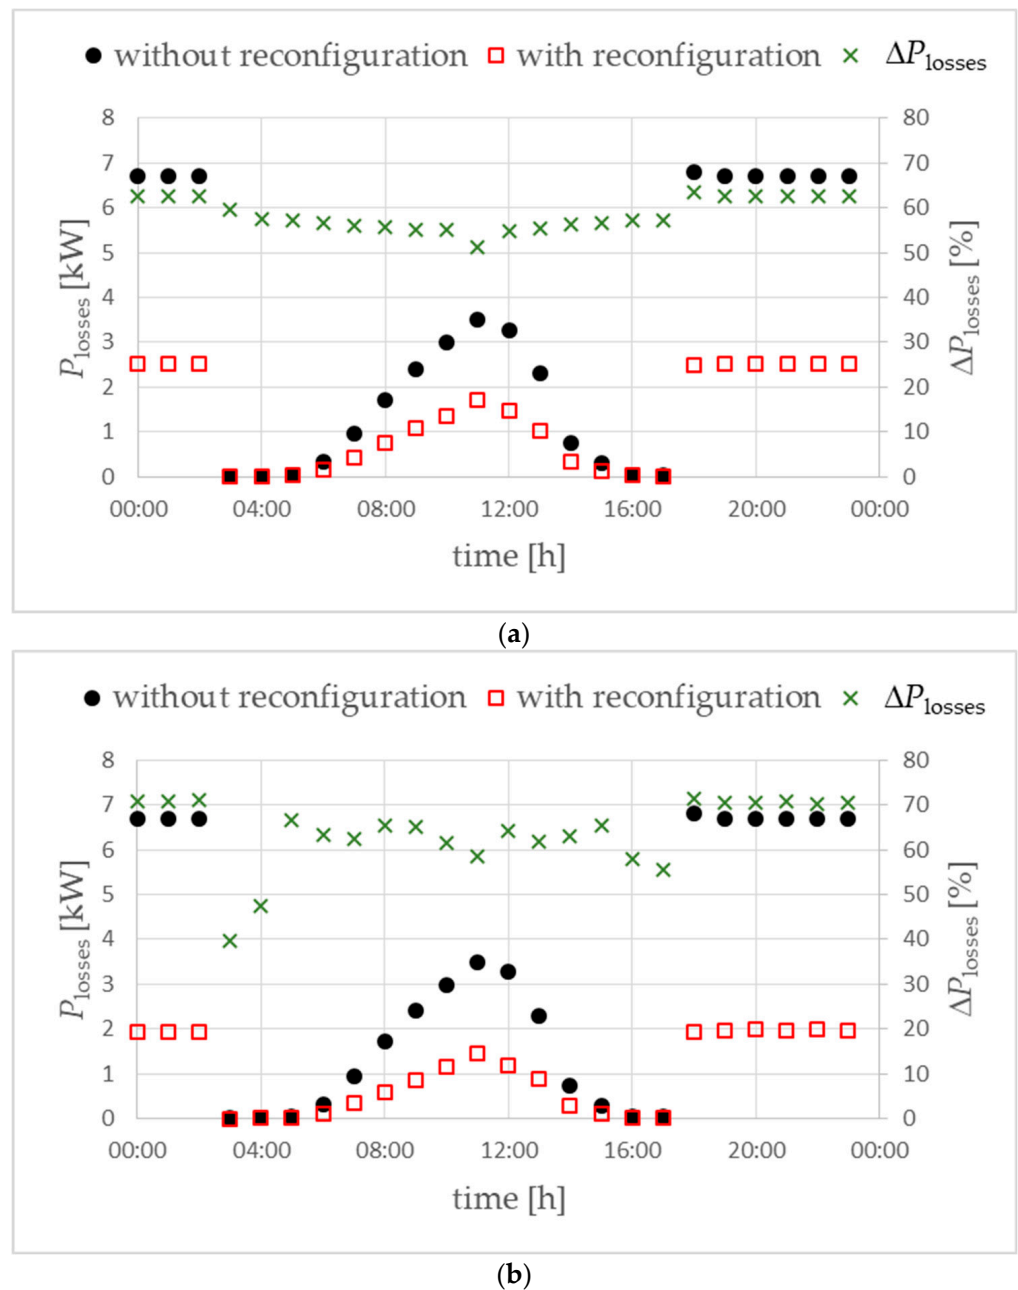 without reconfiguration with reconfiguration ΔPlosses
8 80
7 70
6 60
5 50
4 40
3 30
2 20
1 10
0 0
Plosses [kW]
ΔPlosses [%]
00:00 04:00 08:00 12:00 16:00 20:00 00:00
time [h]
(a)
without reconfiguration with reconfiguration ΔPlosses
8 80
7 70
6 60
5 50
4 40
3 30
2 20
1 10
0 0
Plosses [kW]
ΔPlosses [%]
00:00 04:00 08:00 12:00 16:00 20:00 00:00
time [h]
(b)